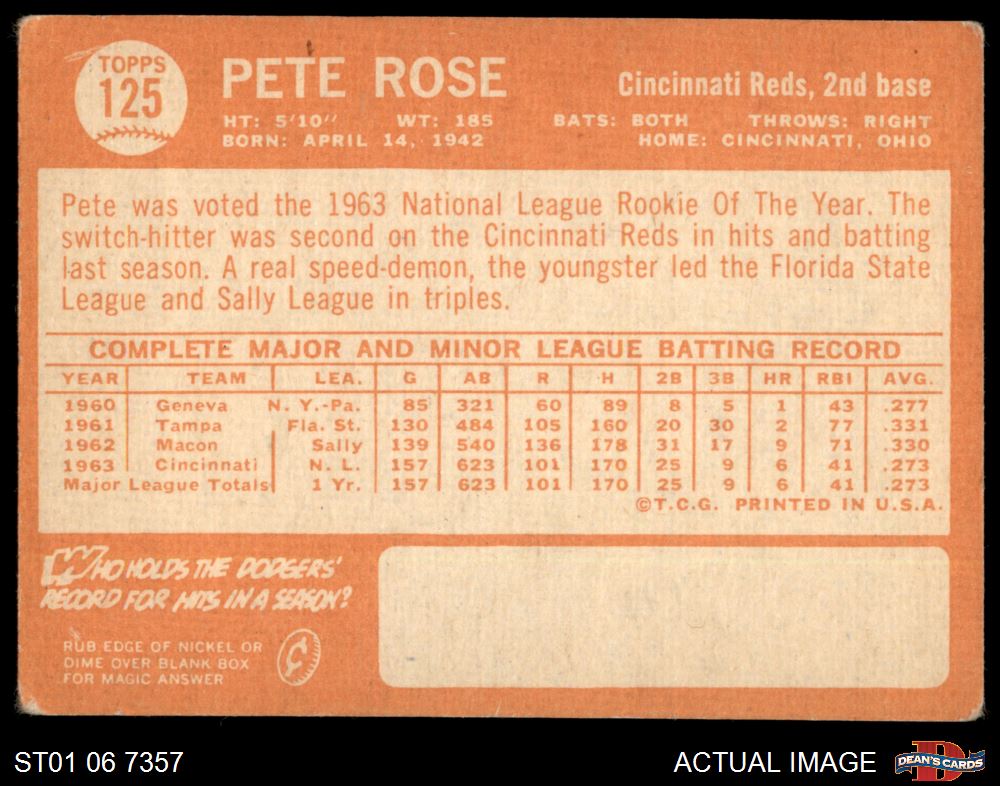 TOPPS
125
PETE ROSE
Cincinnati Reds, 2nd base
HT: 5'10" WT: 185 BATS: BOTH THROWS: RIGHT
BORN: APRIL 14, 1942 HOME: CINCINNATI, OHIO
Pete was voted the 1963 National League Rookie Of The Year. The
switch-hitter was second on the Cincinnati Reds in hits and batting
last season. A real speed-demon, the youngster led the Florida State
League and Sally League in triples.
COMPLETE MAJOR AND MINOR LEAGUE BATTING RECORD
YEAR TEAM LEA. G AB R H 2B 3B HR RBI AVG.
1960 Geneva N. Y.-Pa. 85 321 60 89 8 5 1 43 .277
1961 Tampa Fla. St. 130 484 105 160 20 30 2 77 .331
1962 Macon Sally 139 540 136 178 31 17 9 71 .330
1963 Cincinnati N. L. 157 623 101 170 25 9 6 41 .273
Major League Totals 1 Yr. 157 623 101 170 25 9 6 41 .273
©T.C.G. PRINTED IN U.S.A.
WHO HOLDS THE DODGERS'
RECORD FOR HITS IN A SEASON?
RUB EDGE OF NICKEL OR
DIME OVER BLANK BOX
FOR MAGIC ANSWER
¢
ST01 06 7357
ACTUAL IMAGE
D
DEAN'S CARDS